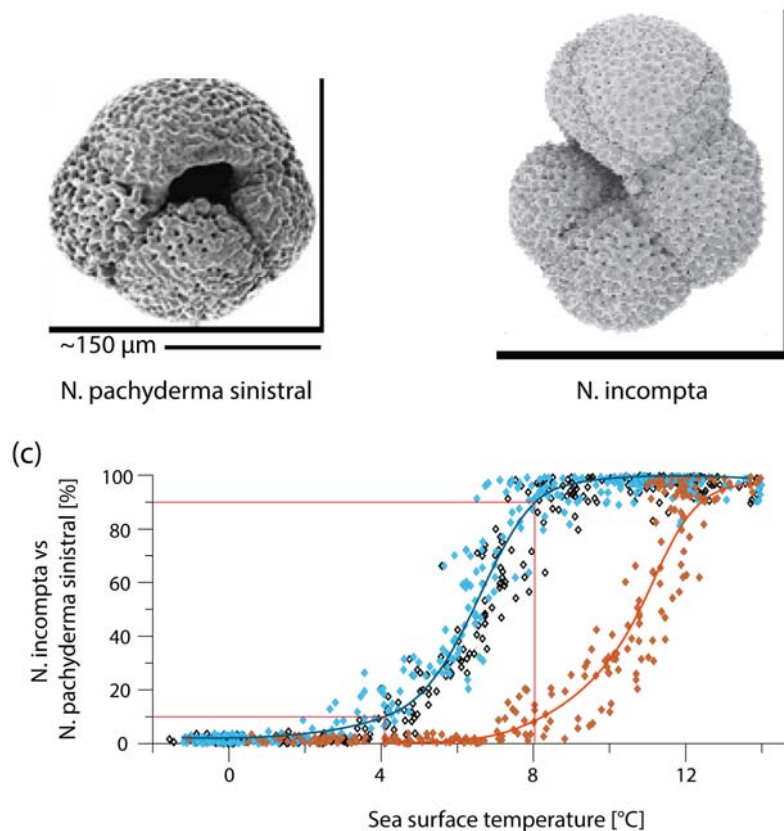 ~150 µm
N. pachyderma sinistral
N. incompta
(c)
N. incompta vs
N. pachyderma sinistral [%]
100
80
60
40
20
0
0
4
8
12
Sea surface temperature [°C]